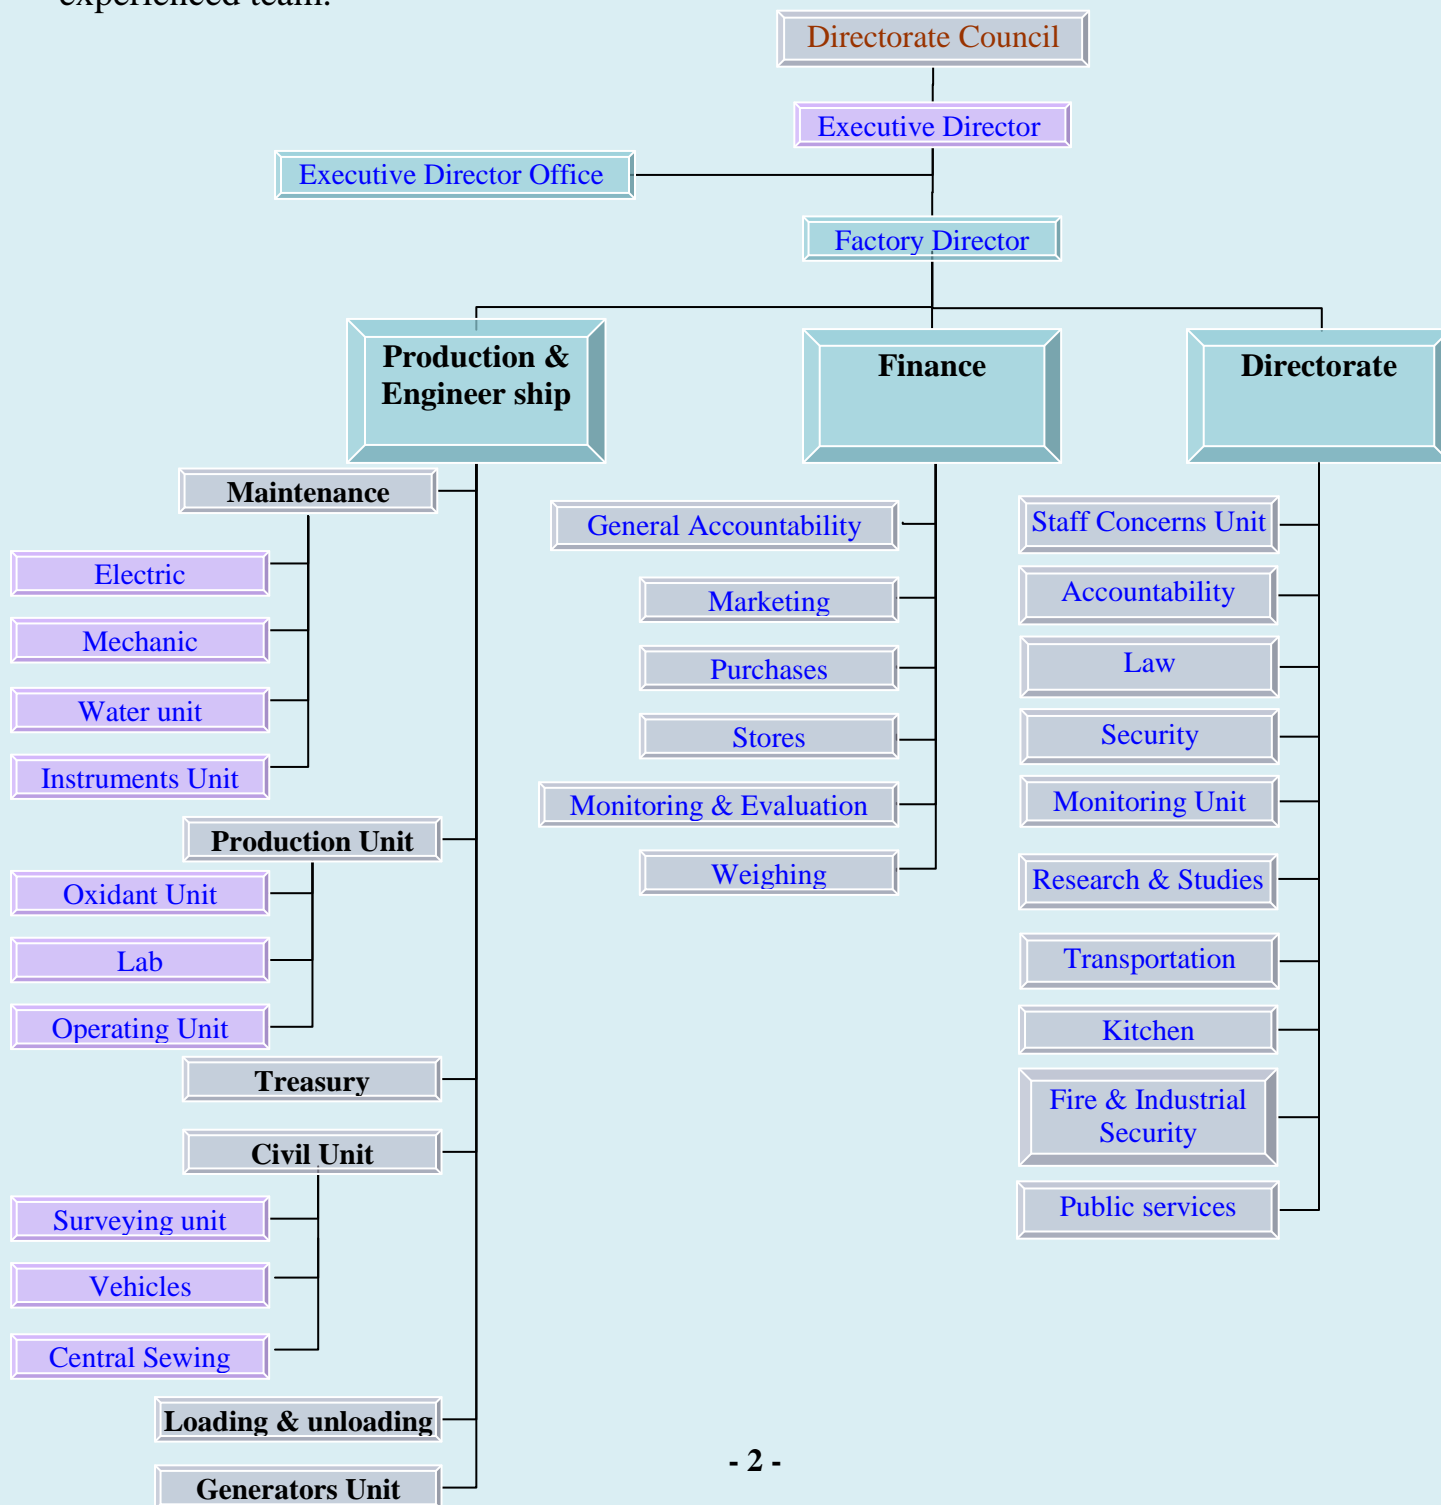 experienced team.
Directorate Council
Executive Director
Executive Director Office
Factory Director
Production &
Engineer ship
Finance
Directorate
Maintenance
Electric
Mechanic
Water unit
Instruments Unit
Production Unit
Oxidant Unit
Lab
Operating Unit
Treasury
Civil Unit
Surveying unit
Vehicles
Central Sewing
Loading & unloading
Generators Unit
General Accountability
Marketing
Purchases
Stores
Monitoring & Evaluation
Weighing
Staff Concerns Unit
Accountability
Law
Security
Monitoring Unit
Research & Studies
Transportation
Kitchen
Fire & Industrial
Security
Public services
- 2 -